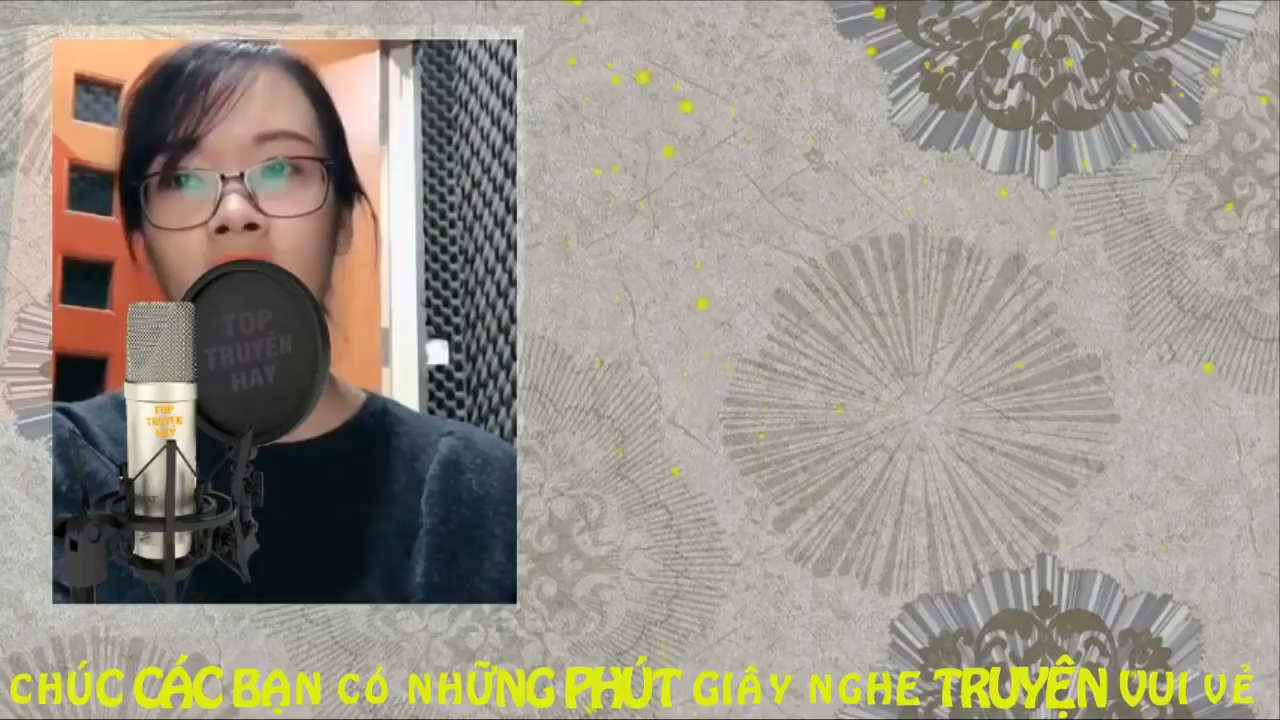 TOP
TRUYỆN
HAY
TOP
TRUYỆN
HAY
CHÚC CÁC BẠN CÓ NHỮNG PHÚT GIÂY NGHE TRUYỆN VUI VẺ